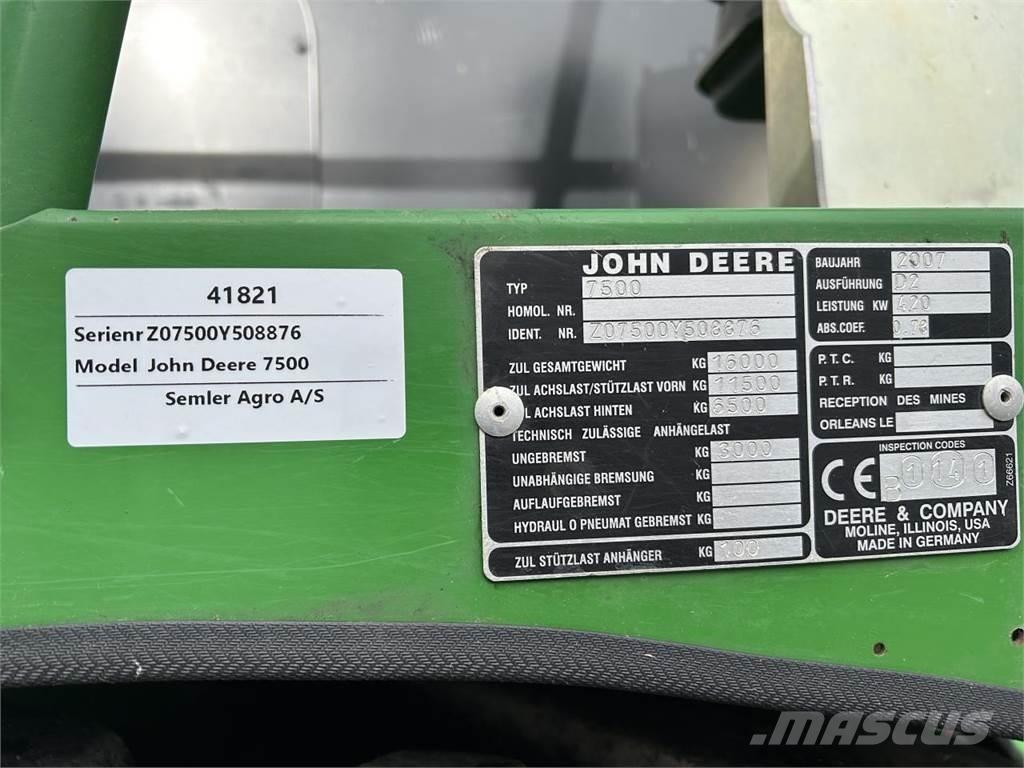 41821
Serienr Z07500Y508876
Model John Deere 7500
Semler Agro A/S
JOHN DEERE
TYP 7500
HOMOL. NR.
IDENT. NR. Z07500Y508876
ZUL GESAMTGEWICHT KG 16000
ZUL ACHSLAST/STÜTZLAST VORN KG 11500
ZUL ACHSLAST HINTEN KG 6500
TECHNISCH ZULÄSSIGE ANHÄNGELAST
UNGEBREMST KG 3000
UNABHÄNGIGE BREMSUNG KG
AUFLAUFGEBREMST KG
HYDRAUL O PNEUMAT GEBREMST KG
ZUL STÜTZLAST ANHÄNGER KG 100
BAUJAHR 2007
AUSFÜHRUNG D2
LEISTUNG KW 420
ABS.COEF.
P.T.C. KG
P.T.R. KG
RECEPTION DES MINES
ORLEANS LE
INSPECTION CODES
CE B 0 14 1
Z66621
DEERE & COMPANY
MOLINE, ILLINOIS, USA
MADE IN GERMANY
MASCUS